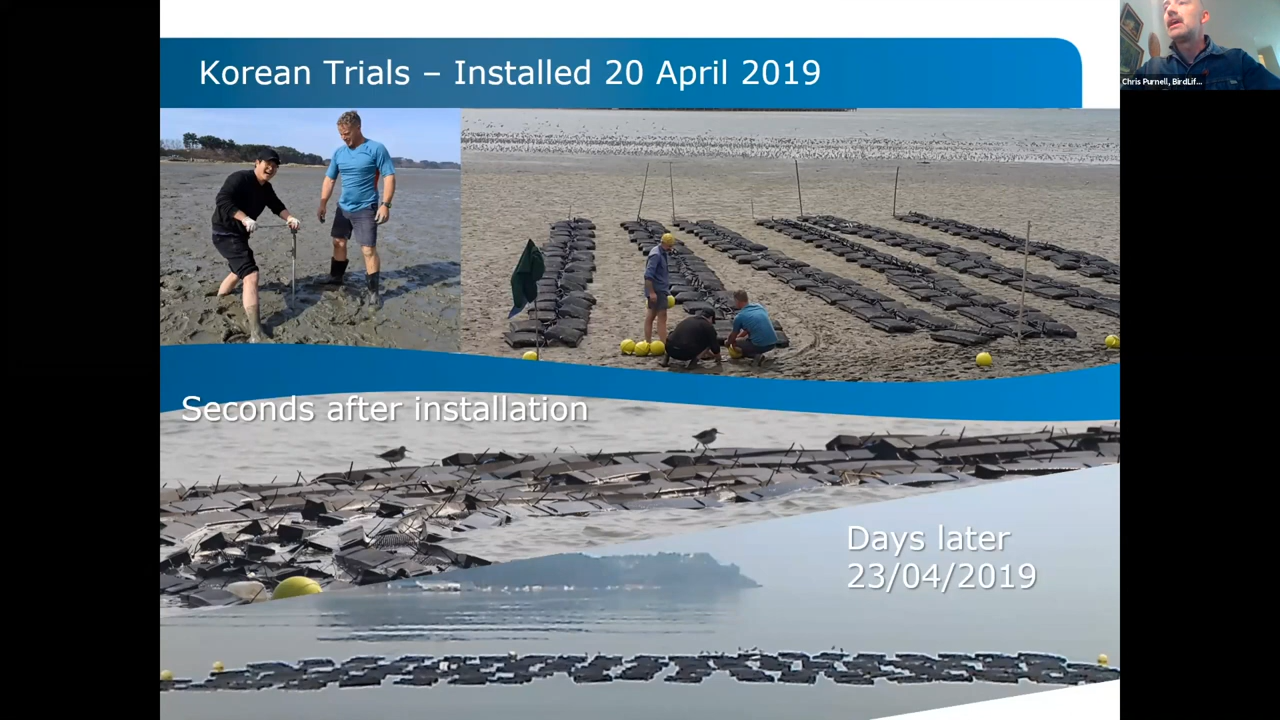 Korean Trials – Installed 20 April 2019
Chris Purnell, BirdLif...
Seconds after installation
Days later
23/04/2019